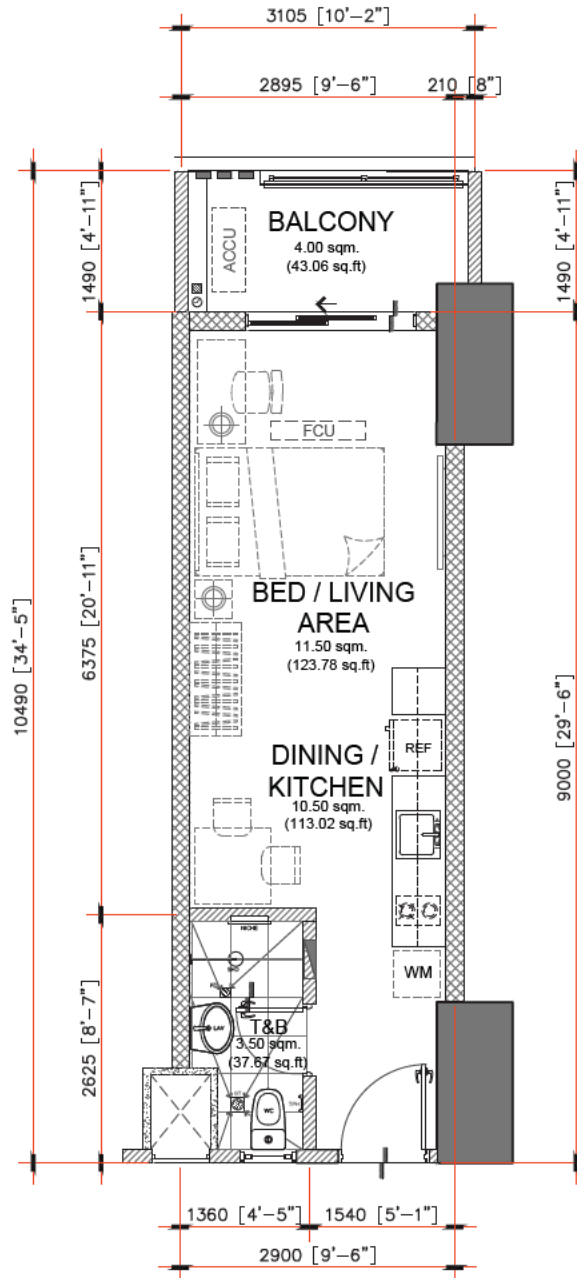 3105 [10'-2"]
2895 [9'-6"]
210 [8"]
1490 [4'-11"]
1490 [4'-11"]
BALCONY
4.00 sqm.
(43.06 sq.ft)
ACCU
FCU
6375 [20'-11"]
10490 [34'-5"]
9000 [29'-6"]
BED / LIVING
AREA
11.50 sqm.
(123.78 sq.ft)
REF
DINING /
KITCHEN
10.50 sqm.
(113.02 sq.ft)
NICHE
WM
2625 [8'-7"]
LAV
T&B
3.50 sqm.
(37.67 sq.ft)
WC
1360 [4'-5"]
1540 [5'-1"]
2900 [9'-6"]